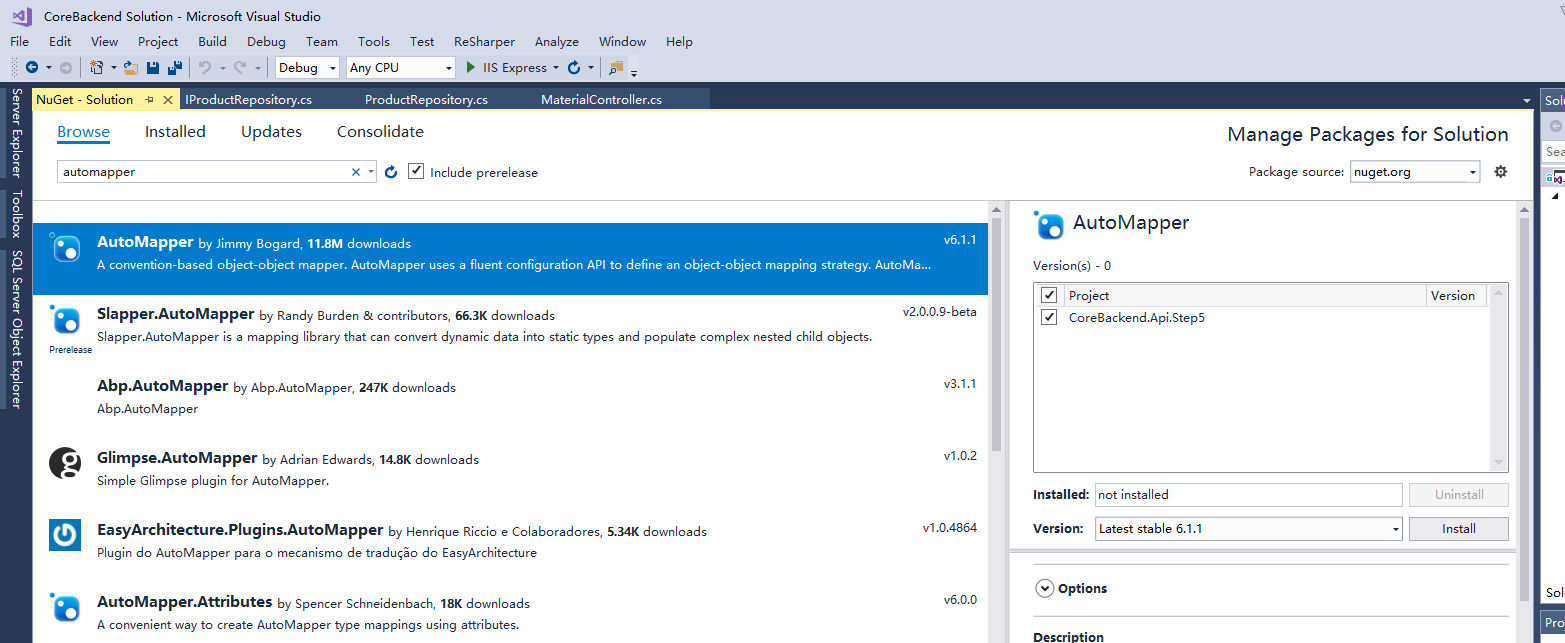 CoreBackend Solution - Microsoft Visual Studio
File Edit View Project Build Debug Team Tools Test ReSharper Analyze Window Help
Debug Any CPU IIS Express
Server Explorer
Toolbox
SQL Server Object Explorer
NuGet - Solution IProductRepository.cs ProductRepository.cs MaterialController.cs
Browse Installed Updates Consolidate
Manage Packages for Solution
automapper Include prerelease
Package source: nuget.org
AutoMapper by Jimmy Bogard, 11.8M downloads v6.1.1
A convention-based object-object mapper. AutoMapper uses a fluent configuration API to define an object-object mapping strategy. AutoMa...
Slapper.AutoMapper by Randy Burden & contributors, 66.3K downloads v2.0.0.9-beta
Slapper.AutoMapper is a mapping library that can convert dynamic data into static types and populate complex nested child objects.
Prerelease
Abp.AutoMapper by Abp.AutoMapper, 247K downloads v3.1.1
Abp.AutoMapper
Glimpse.AutoMapper by Adrian Edwards, 14.8K downloads v1.0.2
Simple Glimpse plugin for AutoMapper.
EasyArchitecture.Plugins.AutoMapper by Henrique Riccio e Colaboradores, 5.34K downloads v1.0.4864
Plugin do AutoMapper para o mecanismo de tradução do EasyArchitecture
AutoMapper.Attributes by Spencer Schneidenbach, 18K downloads v6.0.0
A convenient way to create AutoMapper type mappings using attributes.
AutoMapper
Version(s) - 0
Project Version
CoreBackend.Api.Step5
Installed: not installed Uninstall
Version: Latest stable 6.1.1 Install
Options
Description
Solu
Sea
Sol
Pro